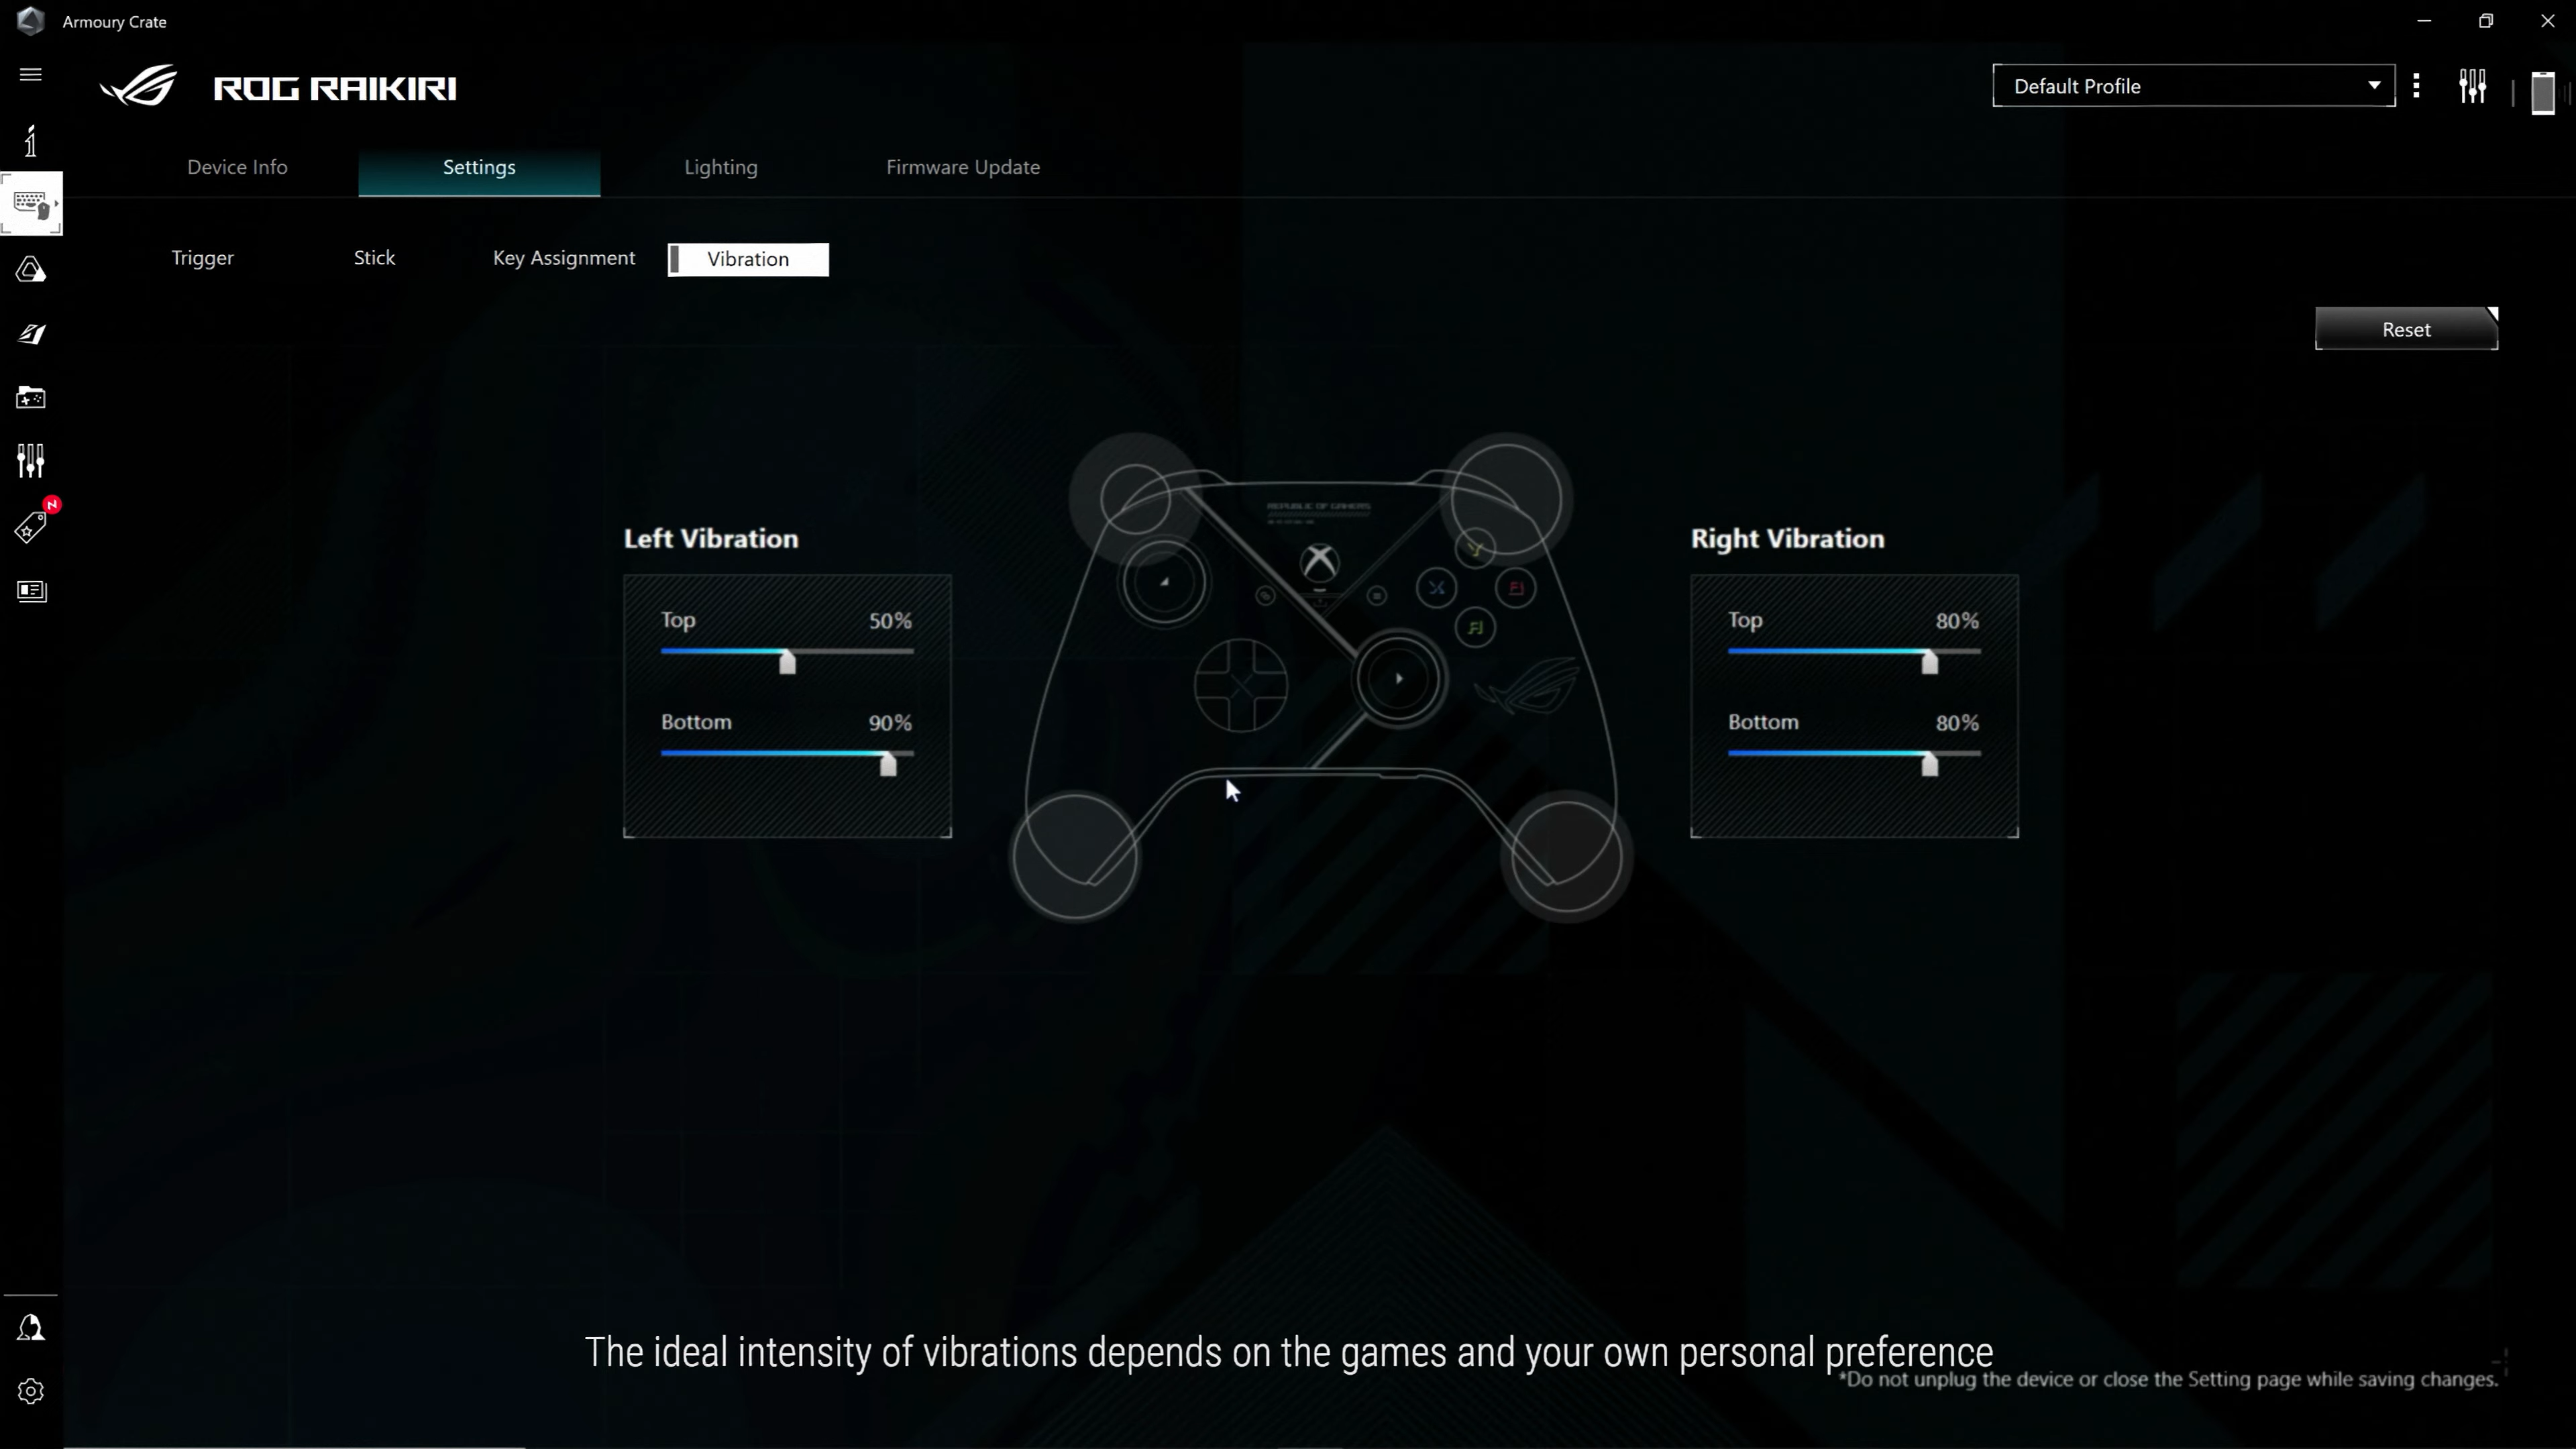 Armoury Crate
ROG RAIKIRI
Default Profile
Device Info
Settings
Lighting
Firmware Update
Trigger
Stick
Key Assignment
Vibration
Reset
Left Vibration
Top 50%
Bottom 90%
REPUBLIC OF GAMERS
Y
X
Right Vibration
Top 80%
Bottom 80%
N
The ideal intensity of vibrations depends on the games and your own personal preference
*Do not unplug the device or close the Setting page while saving changes.